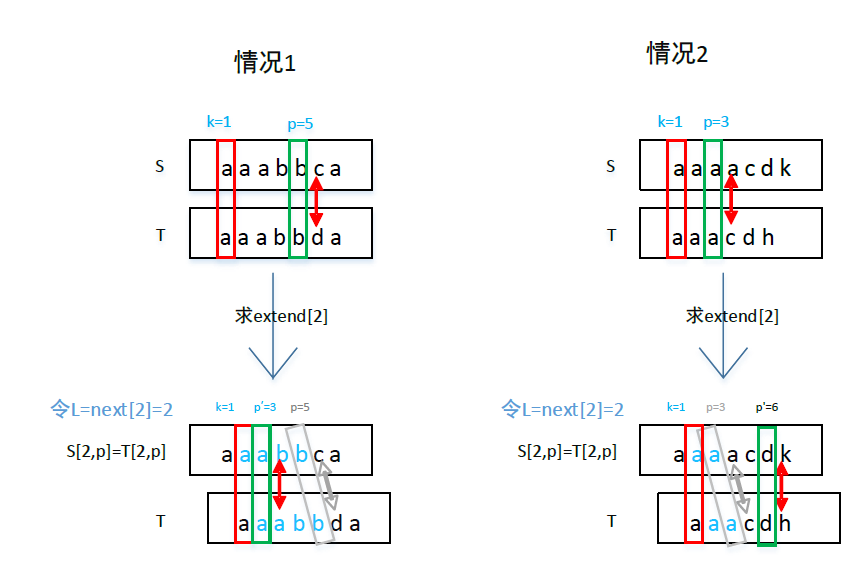 情况1
k=1 p=5
S a a a b b c a
T a a a b b d a
求extend[2]
令L=next[2]=2
k=1 p'=3 p=5
S[2,p]=T[2,p] a a a b b c a
T a a a b b d a
情况2
k=1 p=3
S a a a a c d k
T a a a c d h
求extend[2]
令L=next[2]=2
k=1 p=3 p'=6
S[2,p]=T[2,p] a a a a c d k
T a a a c d h